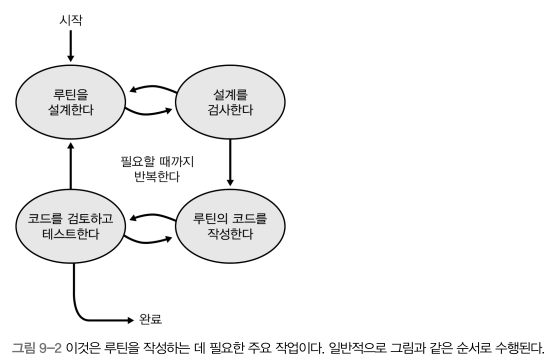 시작
루틴을
설계한다
설계를
검사한다
필요할 때까지
반복한다
코드를 검토하고
테스트한다
루틴의 코드를
작성한다
완료
그림 9-2 이것은 루틴을 작성하는 데 필요한 주요 작업이다. 일반적으로 그림과 같은 순서로 수행된다.